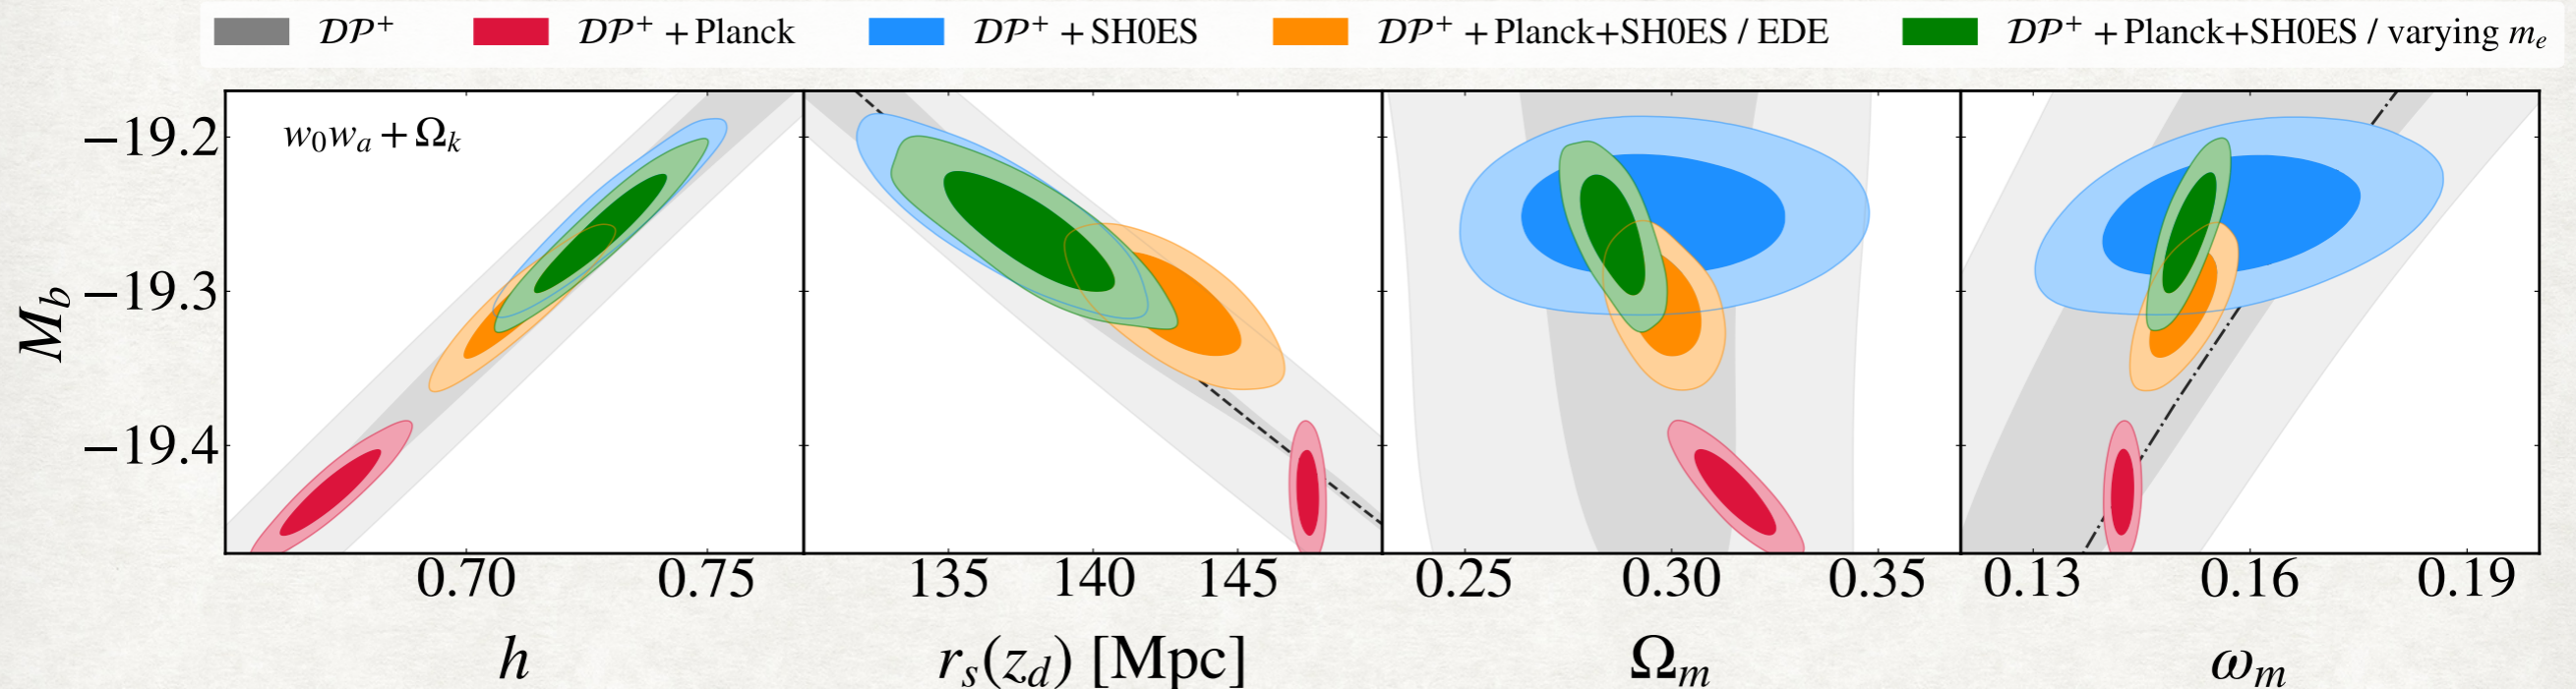 𝒟𝒫⁺ 𝒟𝒫⁺ + Planck 𝒟𝒫⁺ + SH0ES 𝒟𝒫⁺ + Planck+SH0ES / EDE 𝒟𝒫⁺ + Planck+SH0ES / varying mₑ
w₀wₐ + Ωₖ
−19.2
−19.3
−19.4
M_b
0.70 0.75 135 140 145 0.25 0.30 0.35 0.13 0.16 0.19
h r_s(z_d) [Mpc] Ω_m ω_m